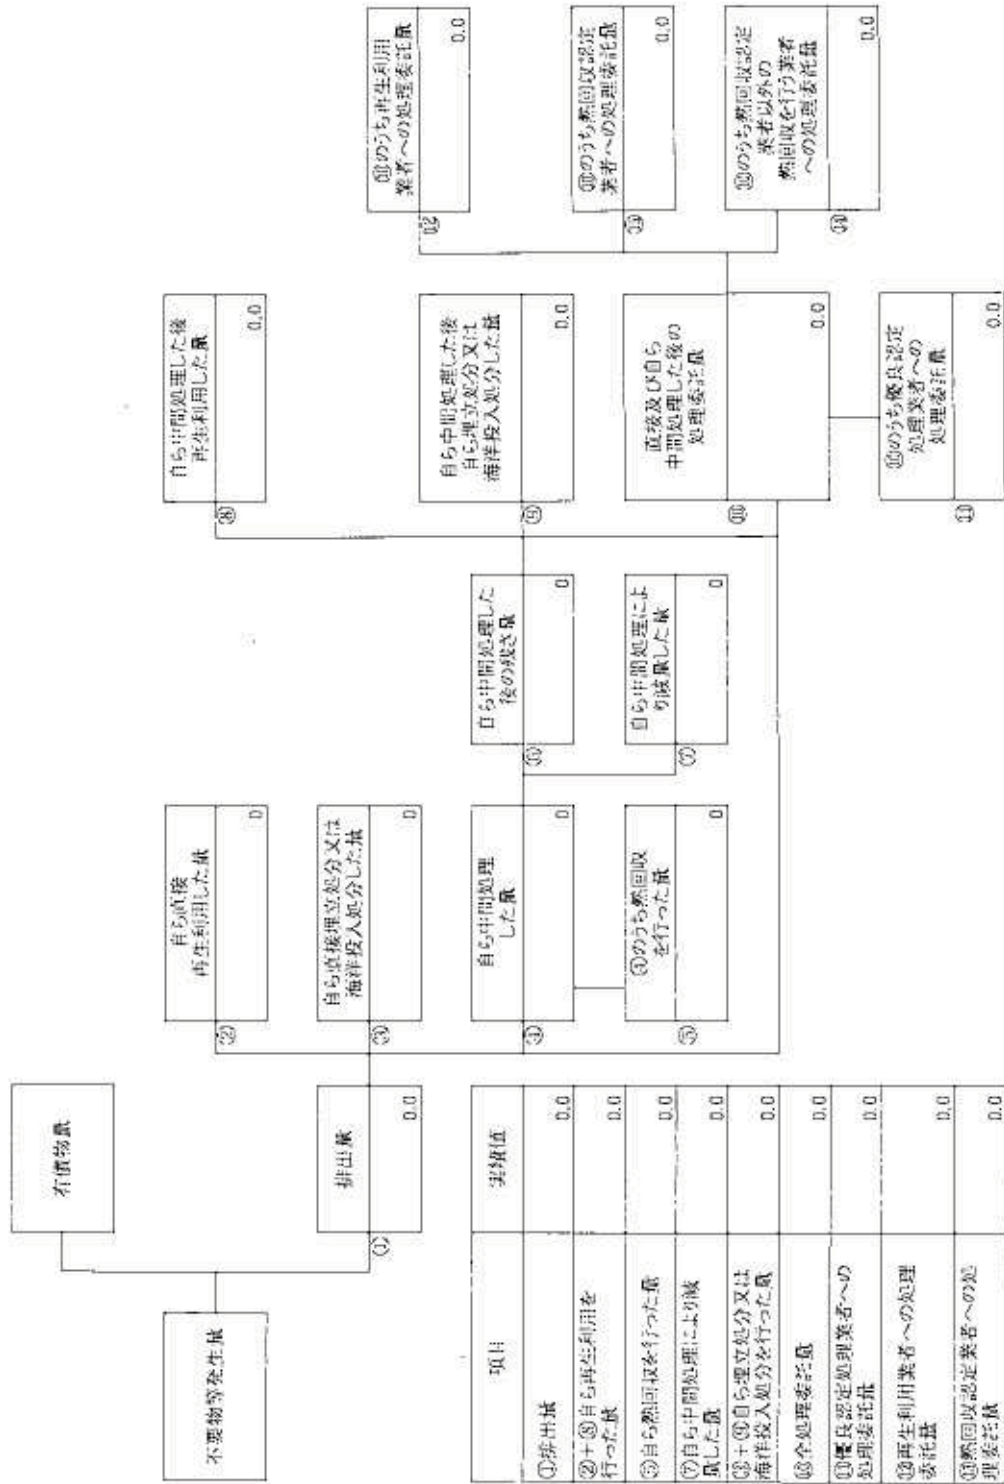 有償物量
不要物等発生量
①
排出量
0.0
②
自ら直接
再生利用した量
0
③
自ら直接埋立処分又は
海洋投入処分した量
0
④
自ら中間処理
した量
0
⑤
④のうち熱回収
を行った量
0
⑥
自ら中間処理した
後の残さ量
0
⑦
自ら中間処理によ
り減量した量
0
⑧
自ら中間処理した後
再生利用した量
0.0
⑨
自ら中間処理した後
自ら埋立処分又は
海洋投入処分した量
0.0
⑩
直接及び自ら
中間処理した後の
処理委託量
0.0
⑪
⑩のうち優良認定
処理業者への
処理委託量
0.0
⑫
⑩のうち再生利用
業者への処理委託量
0.0
⑬
⑩のうち熱回収認定
業者への処理委託量
0.0
⑭
⑩のうち熱回収認定
業者以外の
熱回収を行う業者
への処理委託量
0.0
項目
実績値
①排出量
0.0
②+⑧自ら再生利用を
行った量
0.0
⑤自ら熱回収を行った量
0.0
⑦自ら中間処理により減
量した量
0.0
③+⑨自ら埋立処分又は
海洋投入処分を行った量
0.0
⑩全処理委託量
0.0
⑪優良認定処理業者への
処理委託量
0.0
⑫再生利用業者への処理
委託量
0.0
⑬熱回収認定業者への処
理委託量
0.0